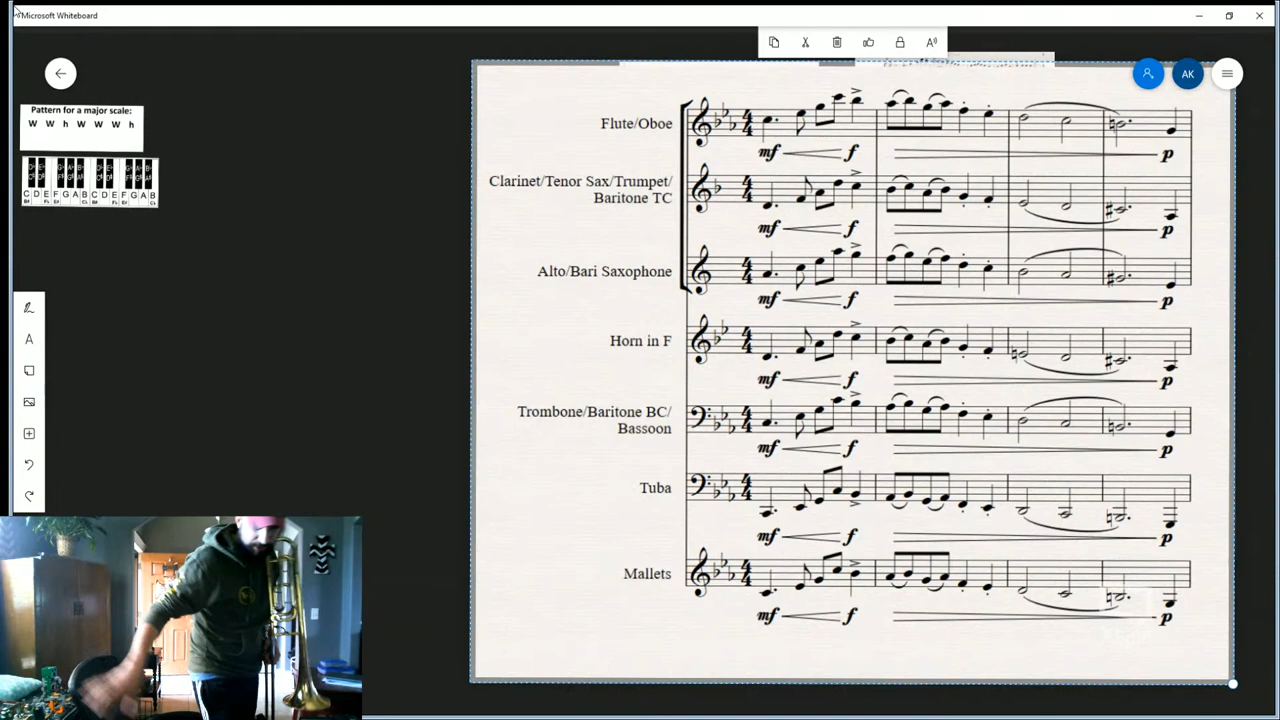 Microsoft Whiteboard
AK
Pattern for a major scale:
W W h W W W h
C D E F G A B C D E F G A B
Flute/Oboe
mf f p
Clarinet/Tenor Sax/Trumpet/
Baritone TC
mf f p
Alto/Bari Saxophone
mf f p
Horn in F
mf f p
Trombone/Baritone BC/
Bassoon
mf f p
Tuba
mf f p
Mallets
mf f p